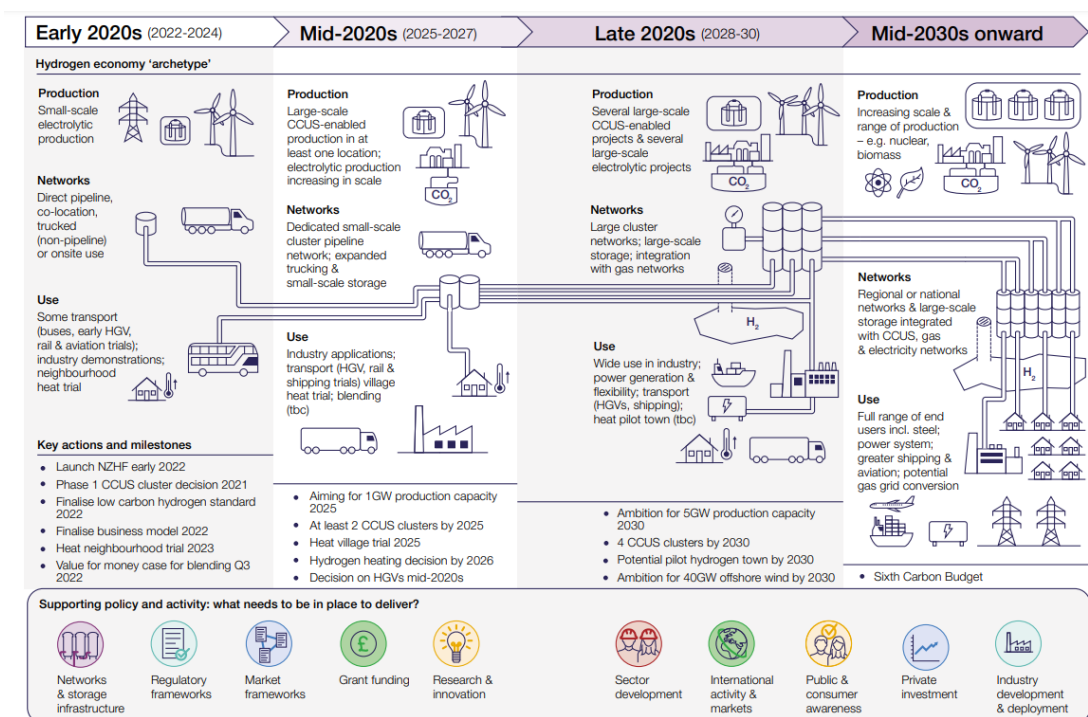 Early 2020s (2022-2024)
Mid-2020s (2025-2027)
Late 2020s (2028-30)
Mid-2030s onward
Hydrogen economy ‘archetype’
Production
Small-scale
electrolytic
production
Networks
Direct pipeline,
co-location,
trucked
(non-pipeline)
or onsite use
Use
Some transport
(buses, early HGV,
rail & aviation trials);
industry demonstrations;
neighbourhood
heat trial
Key actions and milestones
• Launch NZHF early 2022
• Phase 1 CCUS cluster decision 2021
• Finalise low carbon hydrogen standard
2022
• Finalise business model 2022
• Heat neighbourhood trial 2023
• Value for money case for blending Q3
2022
Production
Large-scale
CCUS-enabled
production in at
least one location;
electrolytic production
increasing in scale
CO2
Networks
Dedicated small-scale
cluster pipeline
network; expanded
trucking &
small-scale storage
Use
Industry applications;
transport (HGV, rail &
shipping trials) village
heat trial; blending
(tbc)
• Aiming for 1GW production capacity
2025
• At least 2 CCUS clusters by 2025
• Heat village trial 2025
• Hydrogen heating decision by 2026
• Decision on HGVs mid-2020s
Production
Several large-scale
CCUS-enabled
projects & several
large-scale
electrolytic projects
CO2
Networks
Large cluster
networks; large-scale
storage; integration
with gas networks
H2
Use
Wide use in industry;
power generation &
flexibility; transport
(HGVs, shipping);
heat pilot town (tbc)
• Ambition for 5GW production capacity
2030
• 4 CCUS clusters by 2030
• Potential pilot hydrogen town by 2030
• Ambition for 40GW offshore wind by 2030
Production
Increasing scale &
range of production
– e.g. nuclear,
biomass
CO2
Networks
Regional or national
networks & large-scale
storage integrated
with CCUS, gas
& electricity networks
H2
Use
Full range of end
users incl. steel;
power system;
greater shipping &
aviation; potential
gas grid conversion
• Sixth Carbon Budget
Supporting policy and activity: what needs to be in place to deliver?
£
Networks
& storage
infrastructure
Regulatory
frameworks
Market
frameworks
Grant funding
Research &
innovation
Sector
development
International
activity &
markets
Public &
consumer
awareness
Private
investment
Industry
development
& deployment